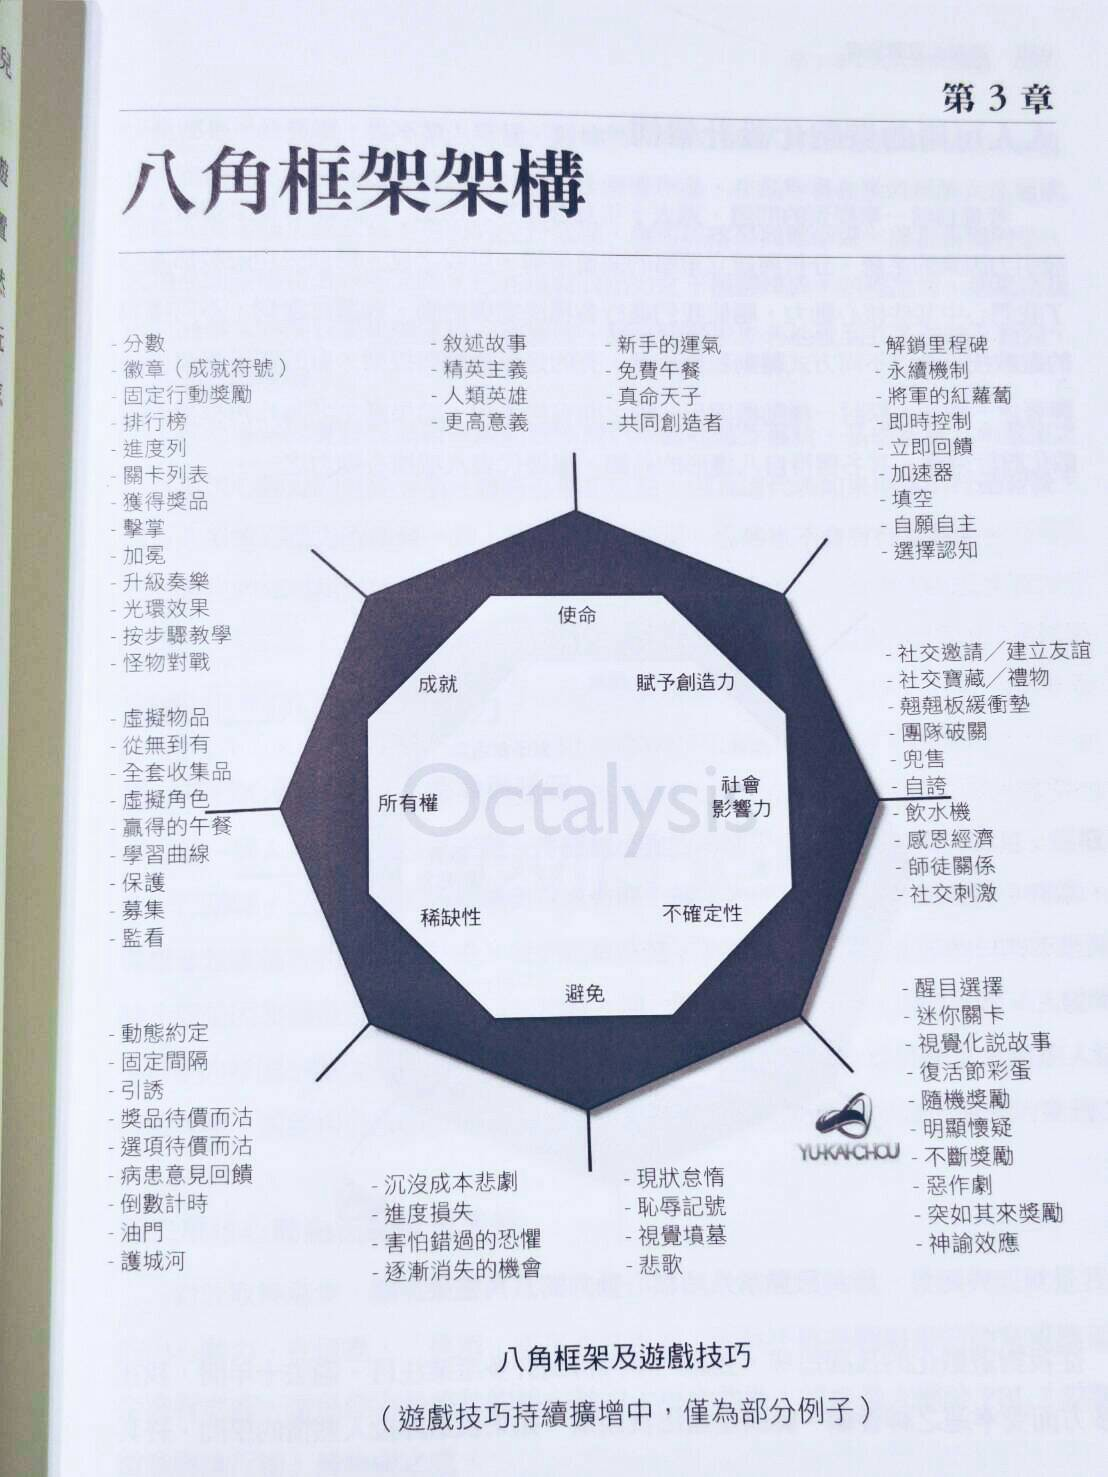 第 3 章
八角框架架構
- 分數
- 徽章（成就符號）
- 固定行動獎勵
- 排行榜
- 進度列
- 關卡列表
- 獲得獎品
- 擊掌
- 加冕
- 升級奏樂
- 光環效果
- 按步驟教學
- 怪物對戰
- 敘述故事
- 精英主義
- 人類英雄
- 更高意義
- 新手的運氣
- 免費午餐
- 真命天子
- 共同創造者
- 解鎖里程碑
- 永續機制
- 將軍的紅蘿蔔
- 即時控制
- 立即回饋
- 加速器
- 填空
- 自願自主
- 選擇認知
- 虛擬物品
- 從無到有
- 全套收集品
- 虛擬角色
- 贏得的午餐
- 學習曲線
- 保護
- 募集
- 監看
使命
成就
賦予創造力
所有權
Octalysis
社會
影響力
稀缺性
不確定性
避免
- 社交邀請／建立友誼
- 社交寶藏／禮物
- 翹翹板緩衝墊
- 團隊破關
- 兜售
- 自誇
- 飲水機
- 感恩經濟
- 師徒關係
- 社交刺激
- 動態約定
- 固定間隔
- 引誘
- 獎品待價而沽
- 選項待價而沽
- 病患意見回饋
- 倒數計時
- 油門
- 護城河
- 沉沒成本悲劇
- 進度損失
- 害怕錯過的恐懼
- 逐漸消失的機會
- 現狀怠惰
- 恥辱記號
- 視覺墳墓
- 悲歌
YU-KAI-CHOU
- 醒目選擇
- 迷你關卡
- 視覺化說故事
- 復活節彩蛋
- 隨機獎勵
- 明顯懷疑
- 不斷獎勵
- 惡作劇
- 突如其來獎勵
- 神諭效應
八角框架及遊戲技巧
（遊戲技巧持續擴增中，僅為部分例子）